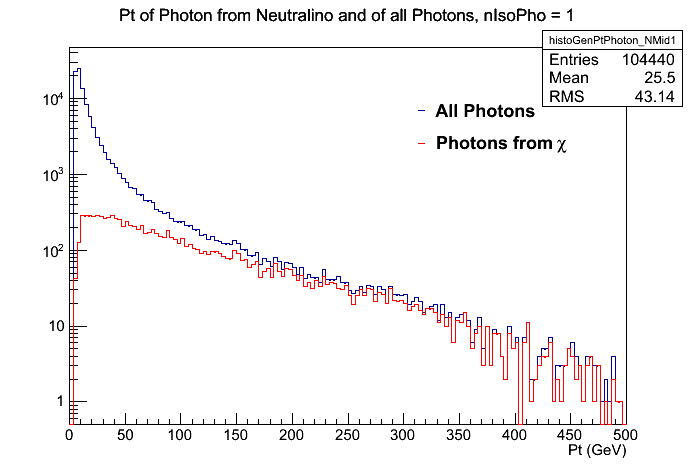 Pt of Photon from Neutralino and of all Photons, nIsoPho = 1
histoGenPtPhoton_NMid1
Entries 104440
Mean 25.5
RMS 43.14
All Photons
Photons from χ
10⁴
10³
10²
10
1
0 50 100 150 200 250 300 350 400 450 500
Pt (GeV)